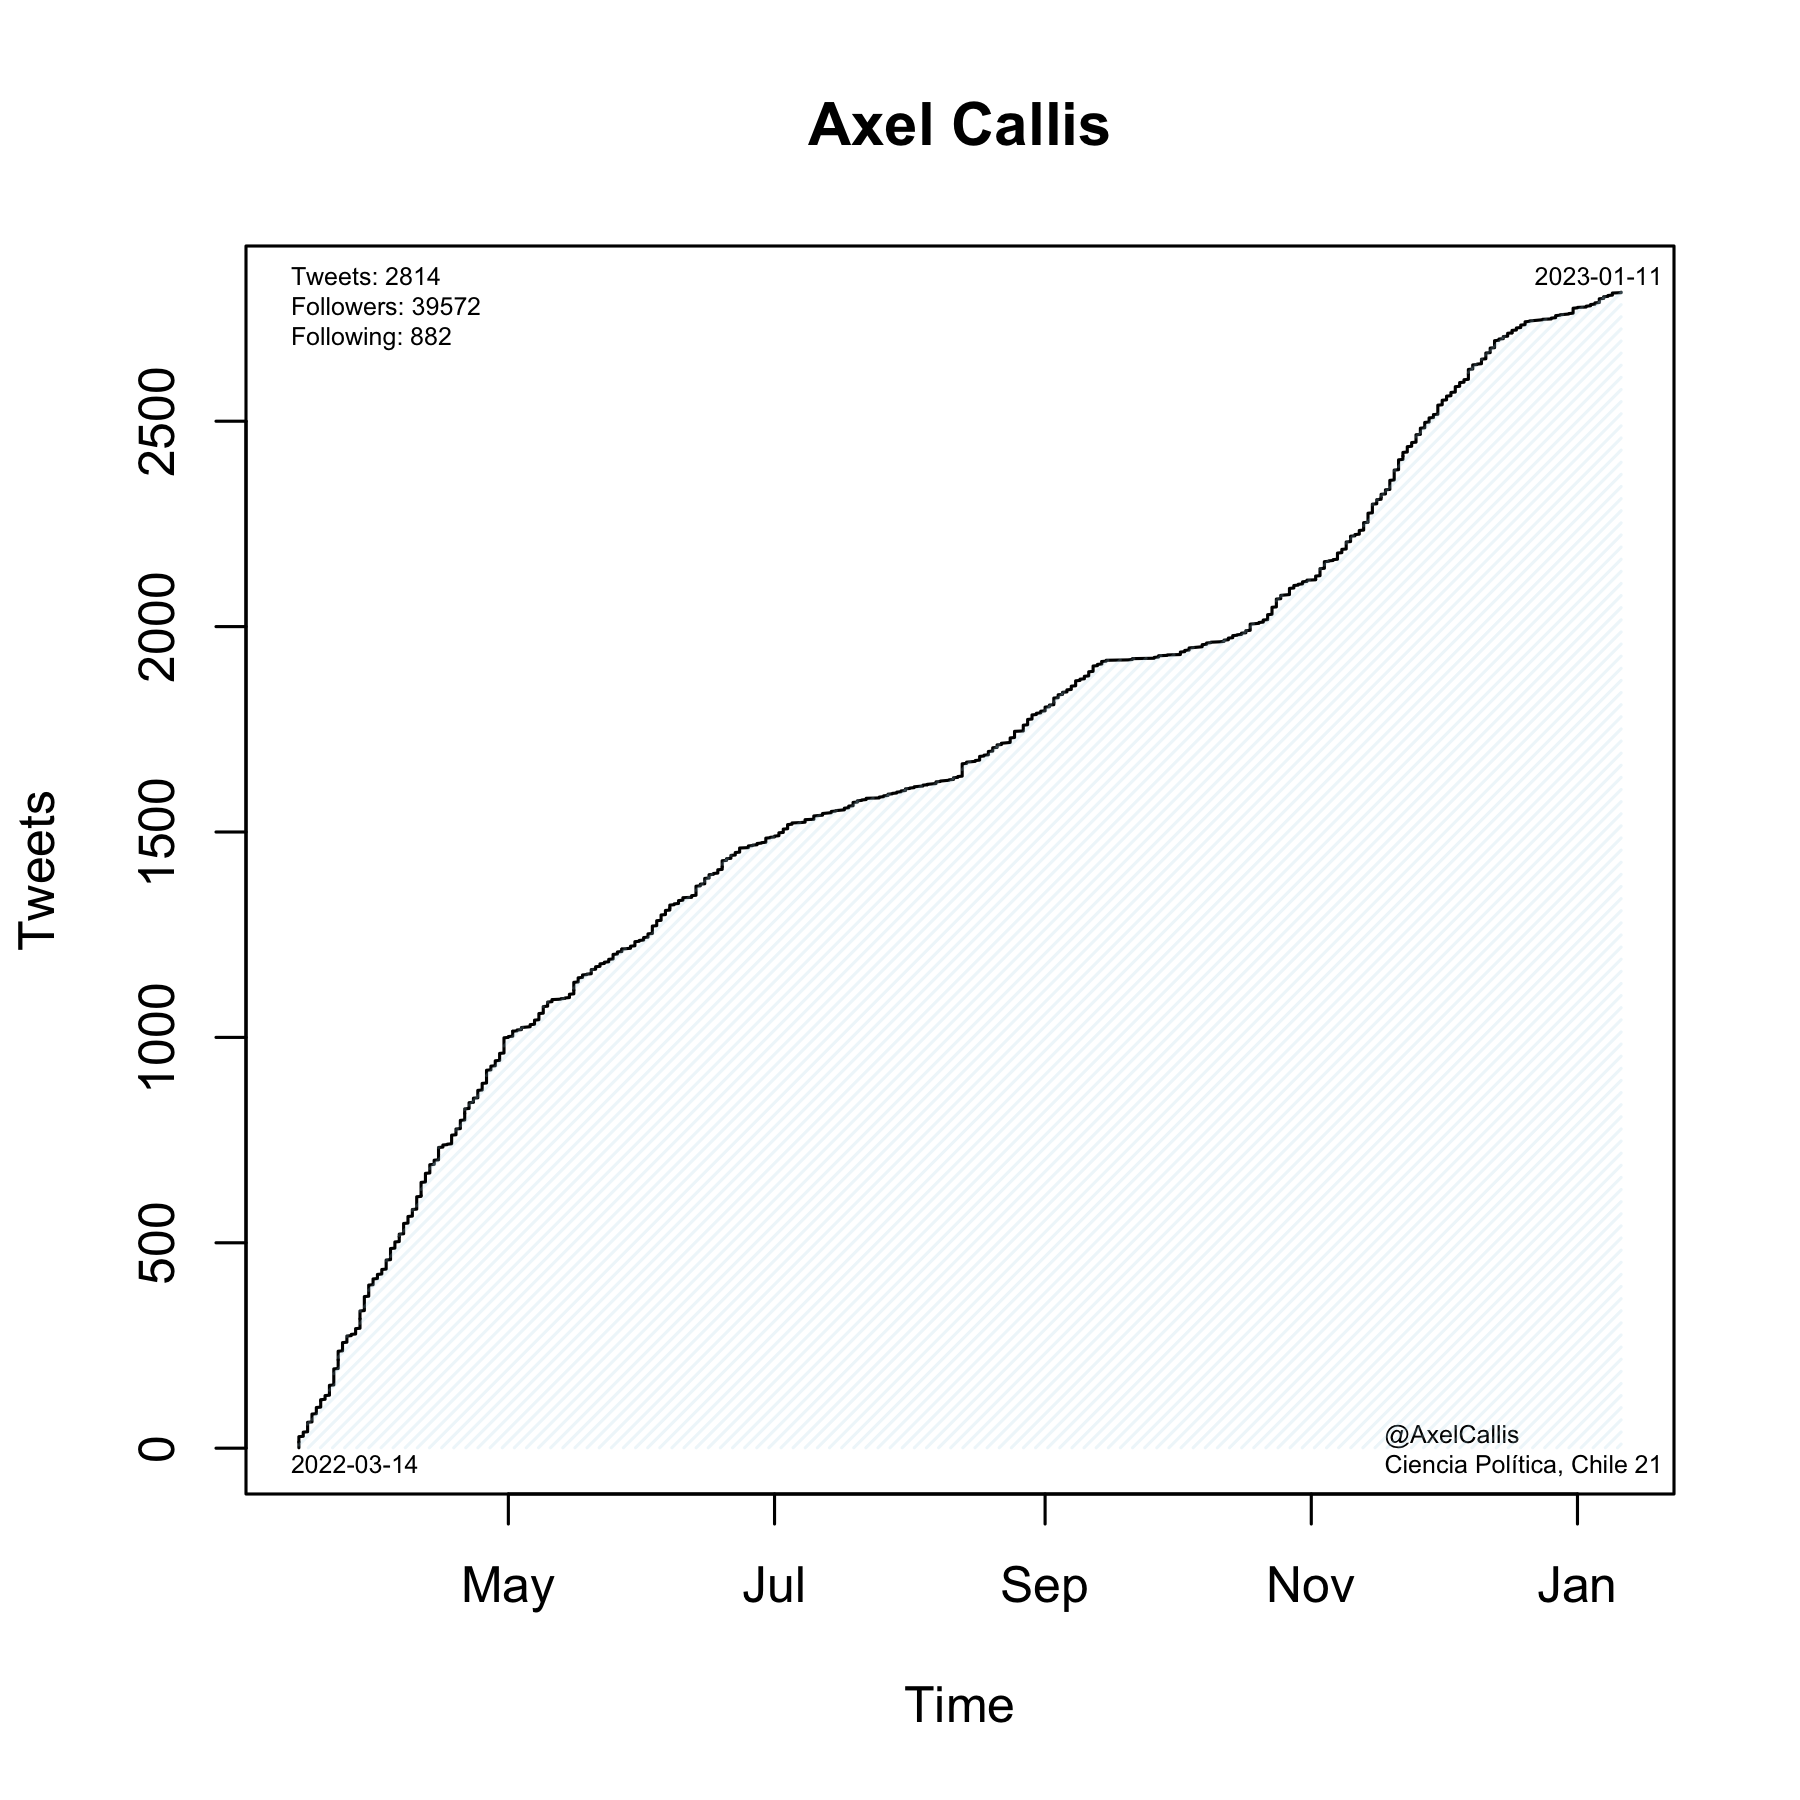 Axel Callis
Tweets: 2814
Followers: 39572
Following: 882
2023-01-11
Tweets
2500
2000
1500
1000
500
0
2022-03-14
@AxelCallis
Ciencia Política, Chile 21
May Jul Sep Nov Jan
Time